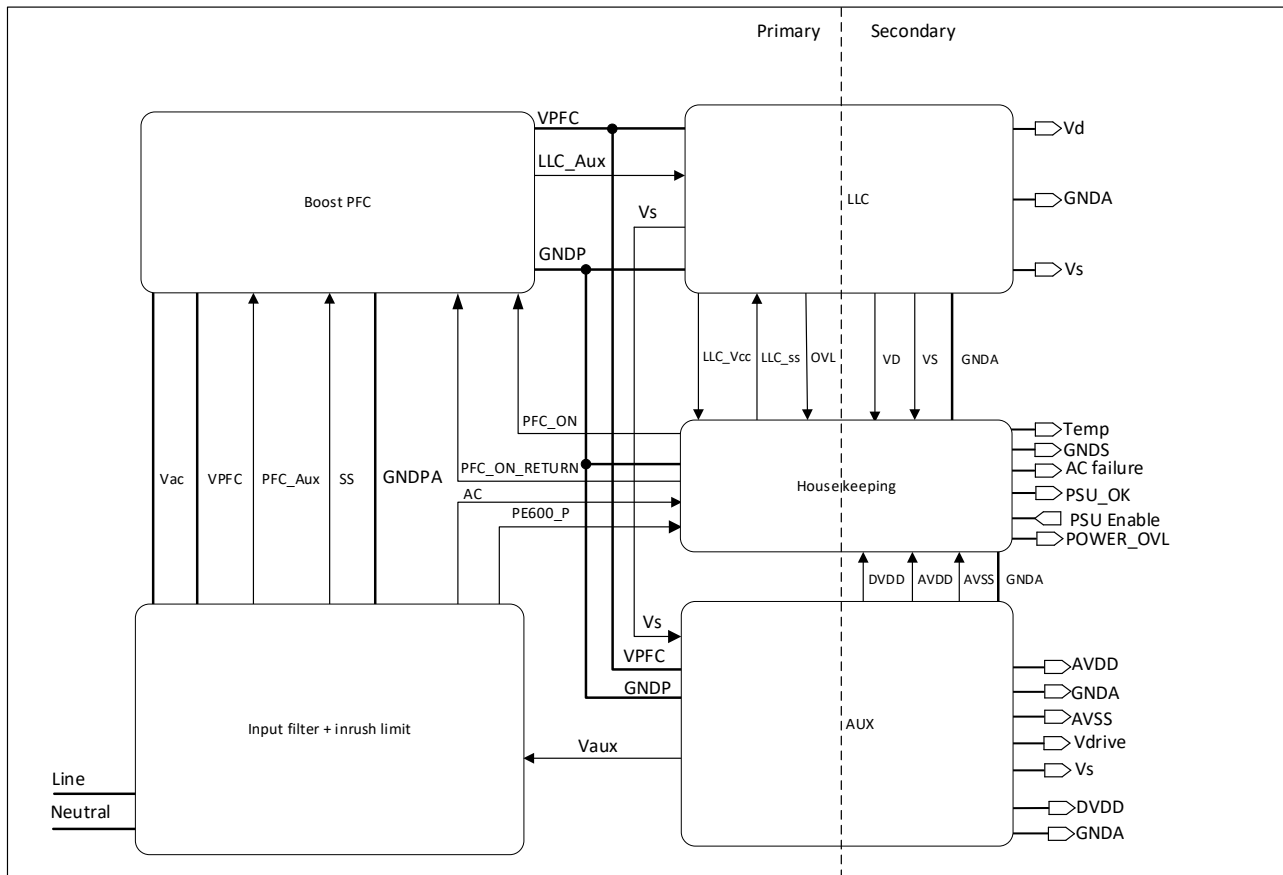 Primary
Secondary
VPFC
LLC_Aux
Vs
GNDP
Boost PFC
LLC
Vd
GNDA
Vs
LLC_Vcc
LLC_ss
OVL
VD
VS
GNDA
PFC_ON
PFC_ON_RETURN
AC
PE600_P
Vac
VPFC
PFC_Aux
SS
GNDPA
Housekeeping
Temp
GNDS
AC failure
PSU_OK
PSU Enable
POWER_OVL
DVDD
AVDD
AVSS
GNDA
Vs
VPFC
GNDP
Vaux
Input filter + inrush limit
AUX
Line
Neutral
AVDD
GNDA
AVSS
Vdrive
Vs
DVDD
GNDA